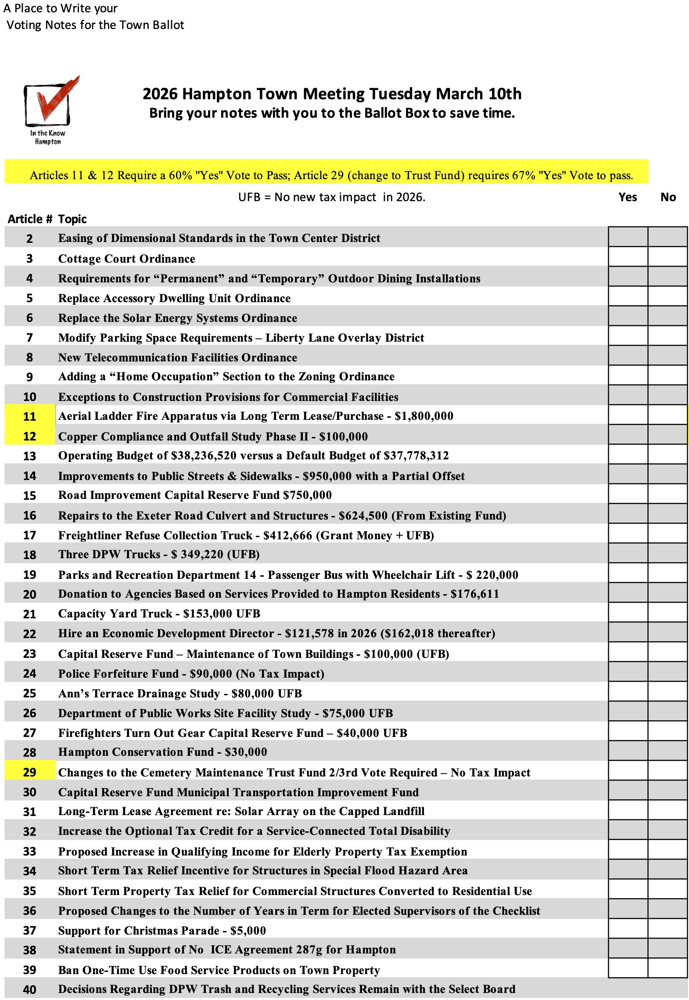 A Place to Write your
Voting Notes for the Town Ballot
In the Know
Hampton
2026 Hampton Town Meeting Tuesday March 10th
Bring your notes with you to the Ballot Box to save time.
Articles 11 & 12 Require a 60% "Yes" Vote to Pass; Article 29 (change to Trust Fund) requires 67% "Yes" Vote to pass.
UFB = No new tax impact in 2026. Yes No
Article # Topic
2 Easing of Dimensional Standards in the Town Center District
3 Cottage Court Ordinance
4 Requirements for “Permanent” and “Temporary” Outdoor Dining Installations
5 Replace Accessory Dwelling Unit Ordinance
6 Replace the Solar Energy Systems Ordinance
7 Modify Parking Space Requirements – Liberty Lane Overlay District
8 New Telecommunication Facilities Ordinance
9 Adding a “Home Occupation” Section to the Zoning Ordinance
10 Exceptions to Construction Provisions for Commercial Facilities
11 Aerial Ladder Fire Apparatus via Long Term Lease/Purchase - $1,800,000
12 Copper Compliance and Outfall Study Phase II - $100,000
13 Operating Budget of $38,236,520 versus a Default Budget of $37,778,312
14 Improvements to Public Streets & Sidewalks - $950,000 with a Partial Offset
15 Road Improvement Capital Reserve Fund $750,000
16 Repairs to the Exeter Road Culvert and Structures - $624,500 (From Existing Fund)
17 Freightliner Refuse Collection Truck - $412,666 (Grant Money + UFB)
18 Three DPW Trucks - $ 349,220 (UFB)
19 Parks and Recreation Department 14 - Passenger Bus with Wheelchair Lift - $ 220,000
20 Donation to Agencies Based on Services Provided to Hampton Residents - $176,611
21 Capacity Yard Truck - $153,000 UFB
22 Hire an Economic Development Director - $121,578 in 2026 ($162,018 thereafter)
23 Capital Reserve Fund – Maintenance of Town Buildings - $100,000 (UFB)
24 Police Forfeiture Fund - $90,000 (No Tax Impact)
25 Ann’s Terrace Drainage Study - $80,000 UFB
26 Department of Public Works Site Facility Study - $75,000 UFB
27 Firefighters Turn Out Gear Capital Reserve Fund – $40,000 UFB
28 Hampton Conservation Fund - $30,000
29 Changes to the Cemetery Maintenance Trust Fund 2/3rd Vote Required – No Tax Impact
30 Capital Reserve Fund Municipal Transportation Improvement Fund
31 Long-Term Lease Agreement re: Solar Array on the Capped Landfill
32 Increase the Optional Tax Credit for a Service-Connected Total Disability
33 Proposed Increase in Qualifying Income for Elderly Property Tax Exemption
34 Short Term Tax Relief Incentive for Structures in Special Flood Hazard Area
35 Short Term Property Tax Relief for Commercial Structures Converted to Residential Use
36 Proposed Changes to the Number of Years in Term for Elected Supervisors of the Checklist
37 Support for Christmas Parade - $5,000
38 Statement in Support of No ICE Agreement 287g for Hampton
39 Ban One-Time Use Food Service Products on Town Property
40 Decisions Regarding DPW Trash and Recycling Services Remain with the Select Board